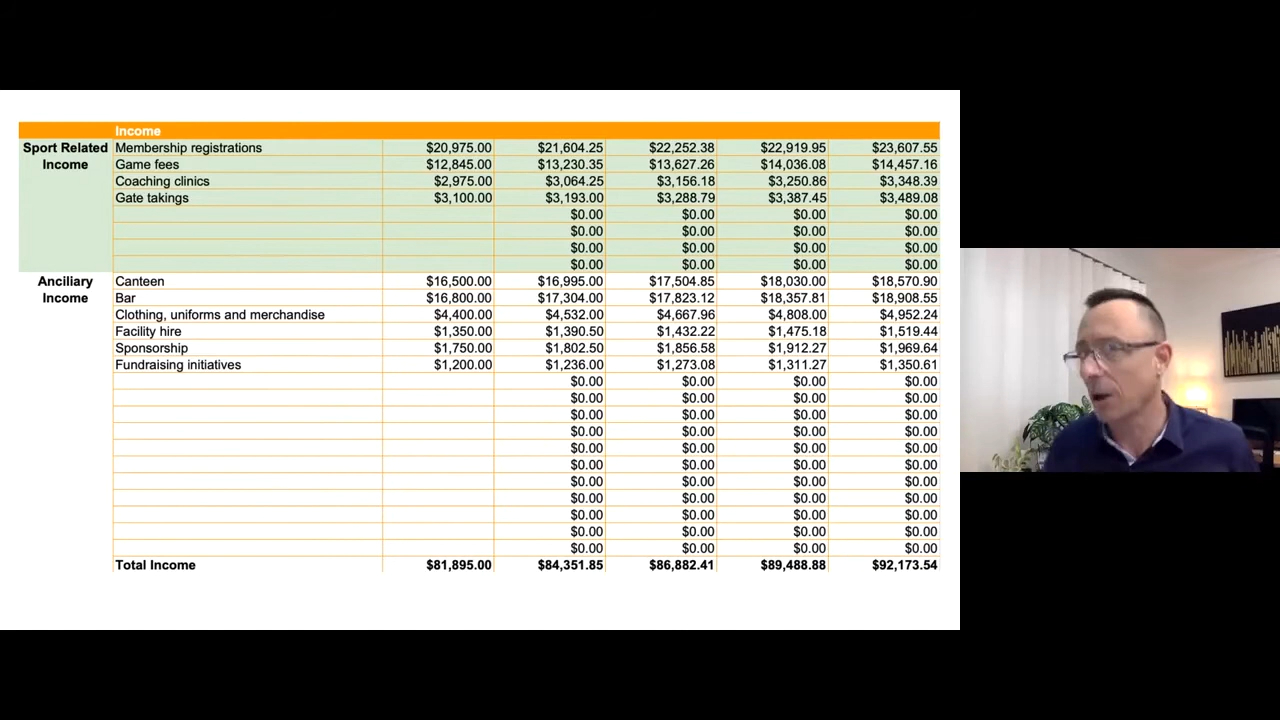 Income
Sport Related Income Membership registrations $20,975.00 $21,604.25 $22,252.38 $22,919.95 $23,607.55
Game fees $12,845.00 $13,230.35 $13,627.26 $14,036.08 $14,457.16
Coaching clinics $2,975.00 $3,064.25 $3,156.18 $3,250.86 $3,348.39
Gate takings $3,100.00 $3,193.00 $3,288.79 $3,387.45 $3,489.08
$0.00 $0.00 $0.00 $0.00
$0.00 $0.00 $0.00 $0.00
$0.00 $0.00 $0.00 $0.00
$0.00 $0.00 $0.00 $0.00
Anciliary Income Canteen $16,500.00 $16,995.00 $17,504.85 $18,030.00 $18,570.90
Bar $16,800.00 $17,304.00 $17,823.12 $18,357.81 $18,908.55
Clothing, uniforms and merchandise $4,400.00 $4,532.00 $4,667.96 $4,808.00 $4,952.24
Facility hire $1,350.00 $1,390.50 $1,432.22 $1,475.18 $1,519.44
Sponsorship $1,750.00 $1,802.50 $1,856.58 $1,912.27 $1,969.64
Fundraising initiatives $1,200.00 $1,236.00 $1,273.08 $1,311.27 $1,350.61
$0.00 $0.00 $0.00 $0.00
$0.00 $0.00 $0.00 $0.00
$0.00 $0.00 $0.00 $0.00
$0.00 $0.00 $0.00 $0.00
$0.00 $0.00 $0.00 $0.00
$0.00 $0.00 $0.00 $0.00
$0.00 $0.00 $0.00 $0.00
$0.00 $0.00 $0.00 $0.00
$0.00 $0.00 $0.00 $0.00
$0.00 $0.00 $0.00 $0.00
$0.00 $0.00 $0.00 $0.00
Total Income $81,895.00 $84,351.85 $86,882.41 $89,488.88 $92,173.54